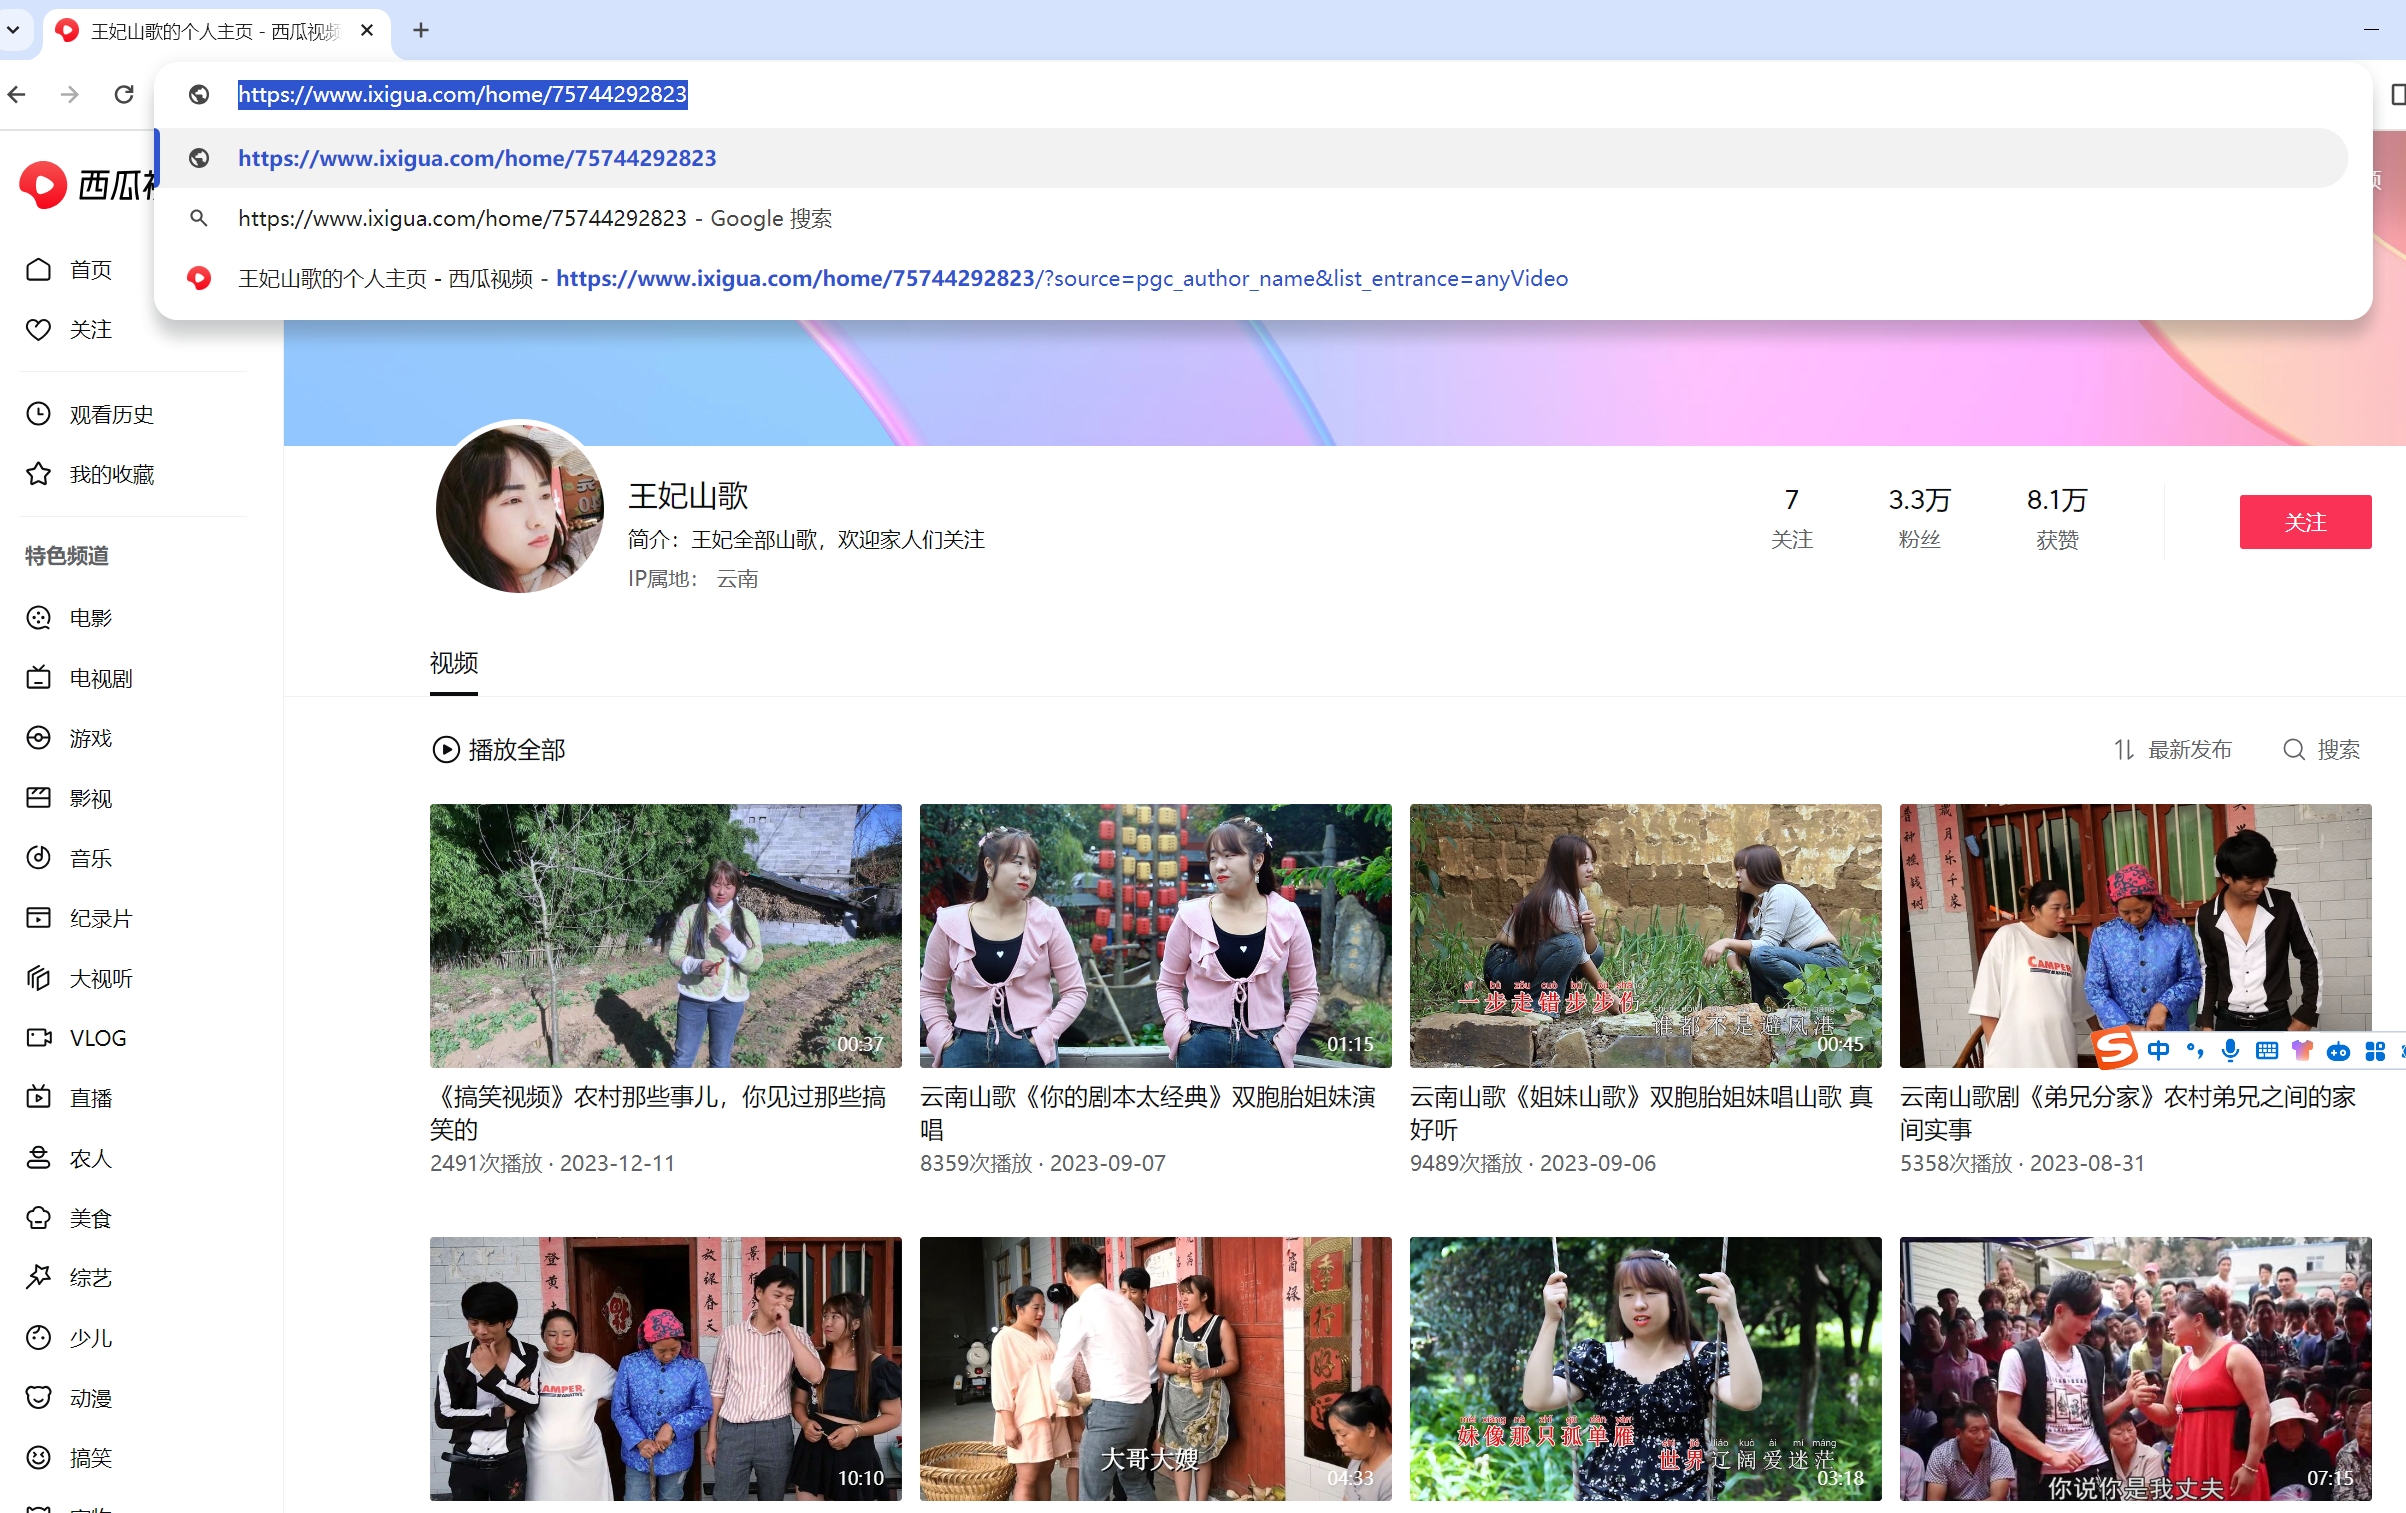 王妃山歌的个人主页 - 西瓜视频
https://www.ixigua.com/home/75744292823
https://www.ixigua.com/home/75744292823
https://www.ixigua.com/home/75744292823 - Google 搜索
王妃山歌的个人主页 - 西瓜视频 - https://www.ixigua.com/home/75744292823/?source=pgc_author_name&list_entrance=anyVideo
西瓜视
首页
关注
观看历史
我的收藏
特色频道
电影
电视剧
游戏
影视
音乐
纪录片
大视听
VLOG
直播
农人
美食
综艺
少儿
动漫
搞笑
王妃山歌
简介：王妃全部山歌，欢迎家人们关注
IP属地： 云南
7
关注
3.3万
粉丝
8.1万
获赞
关注
视频
播放全部
最新发布
搜索
00:37
《搞笑视频》农村那些事儿，你见过那些搞
笑的
2491次播放 · 2023-12-11
01:15
云南山歌《你的剧本太经典》双胞胎姐妹演
唱
8359次播放 · 2023-09-07
一步走错步步伤
谁都不是避风港
00:45
云南山歌《姐妹山歌》双胞胎姐妹唱山歌 真
好听
9489次播放 · 2023-09-06
CAMPER
中
云南山歌剧《弟兄分家》农村弟兄之间的家
间实事
5358次播放 · 2023-08-31
CAMPER.
10:10
大哥大嫂
04:33
妹像那只孤单雁
世界辽阔爱迷茫
03:18
你说你是我丈夫
07:15